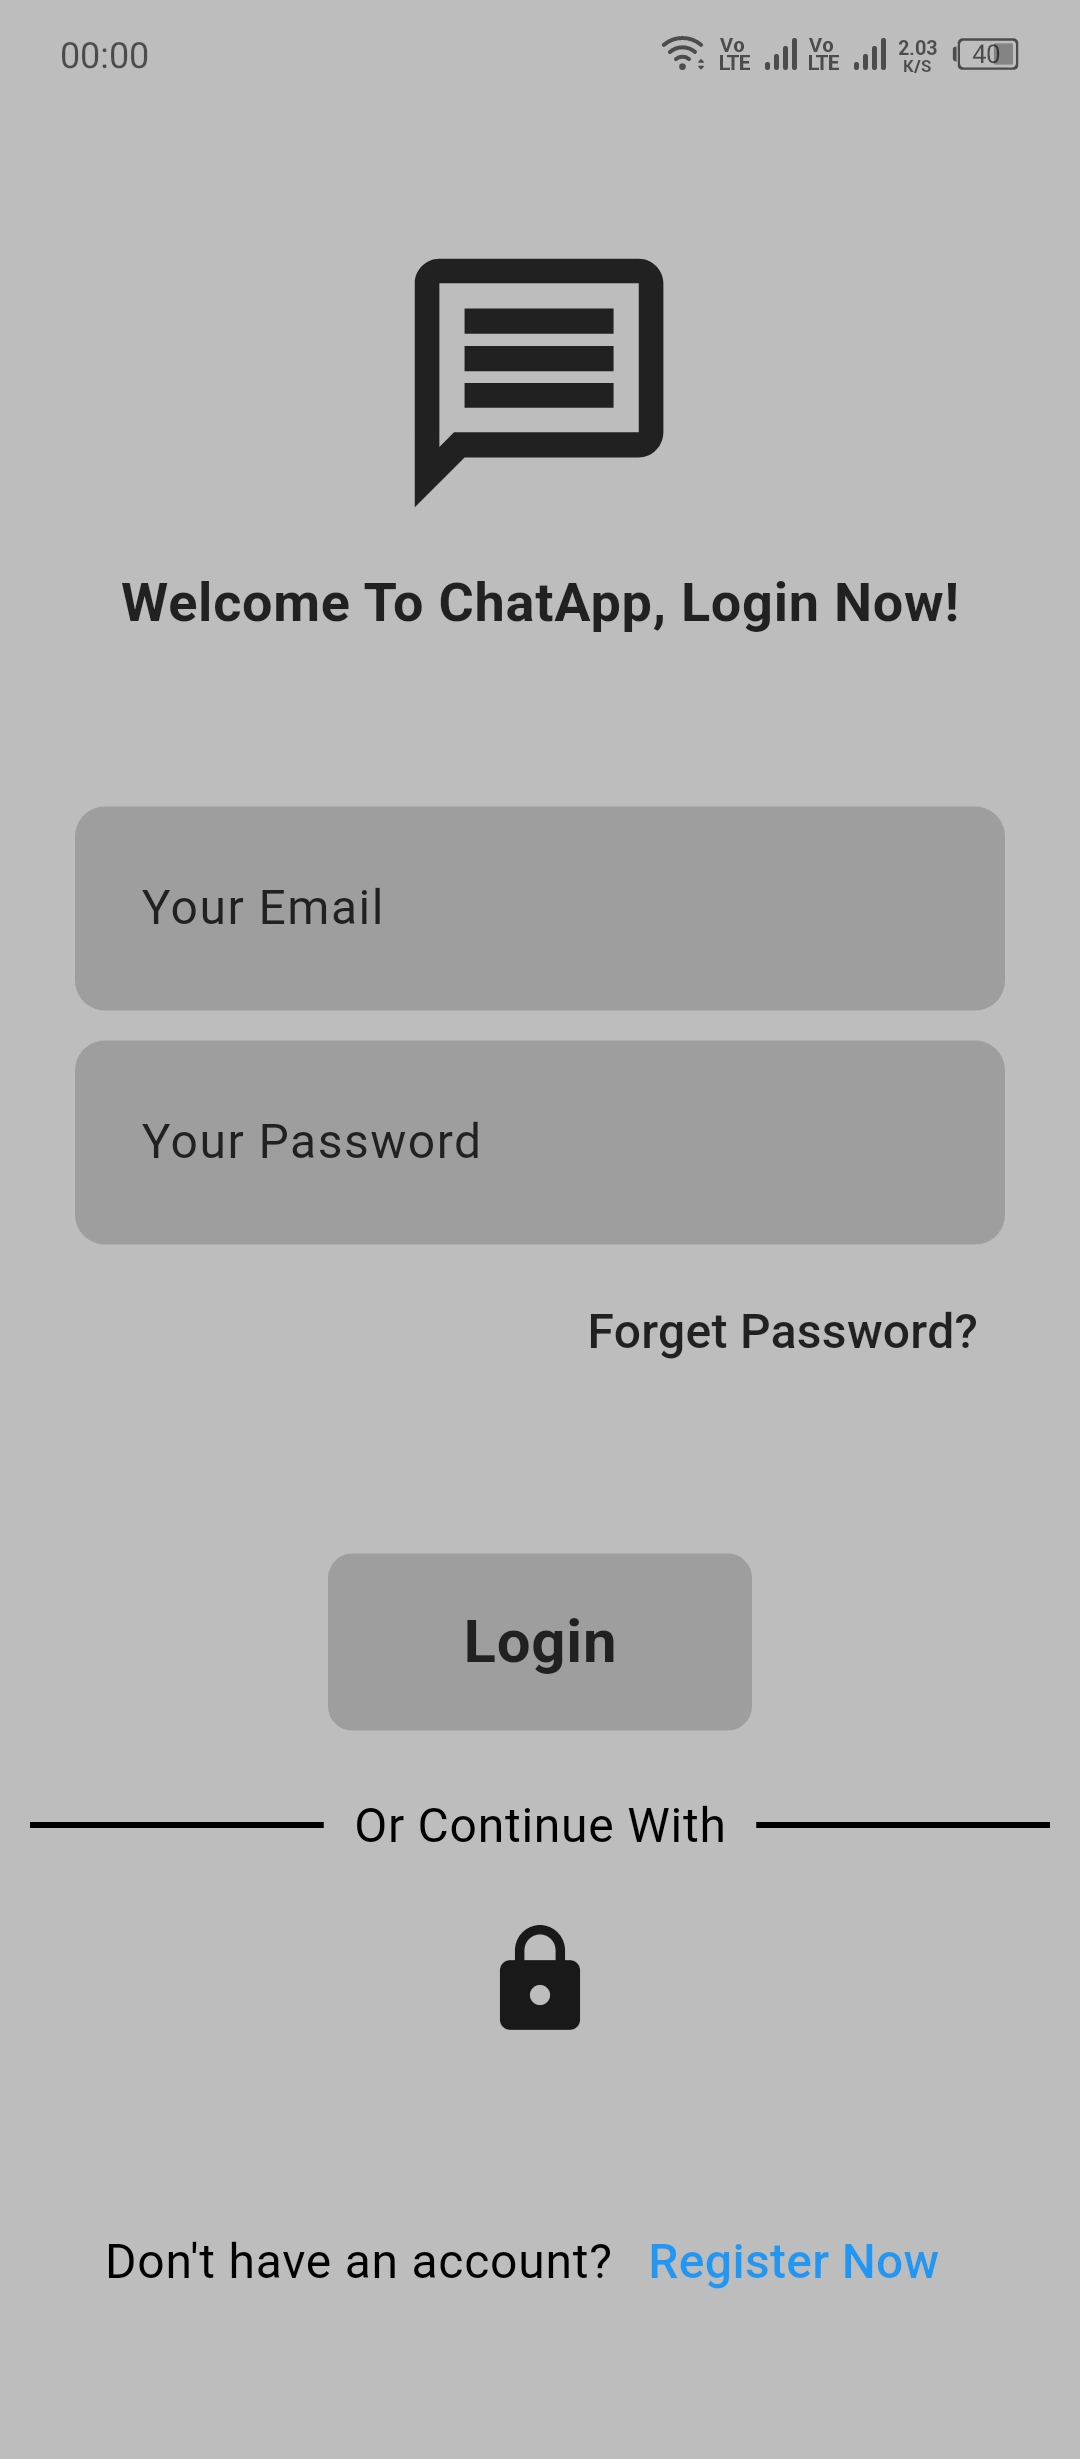 00:00 Vo LTE Vo LTE 2.03 K/S 40
Welcome To ChatApp, Login Now!
Your Email
Your Password
Forget Password?
Login
Or Continue With
Don't have an account? Register Now